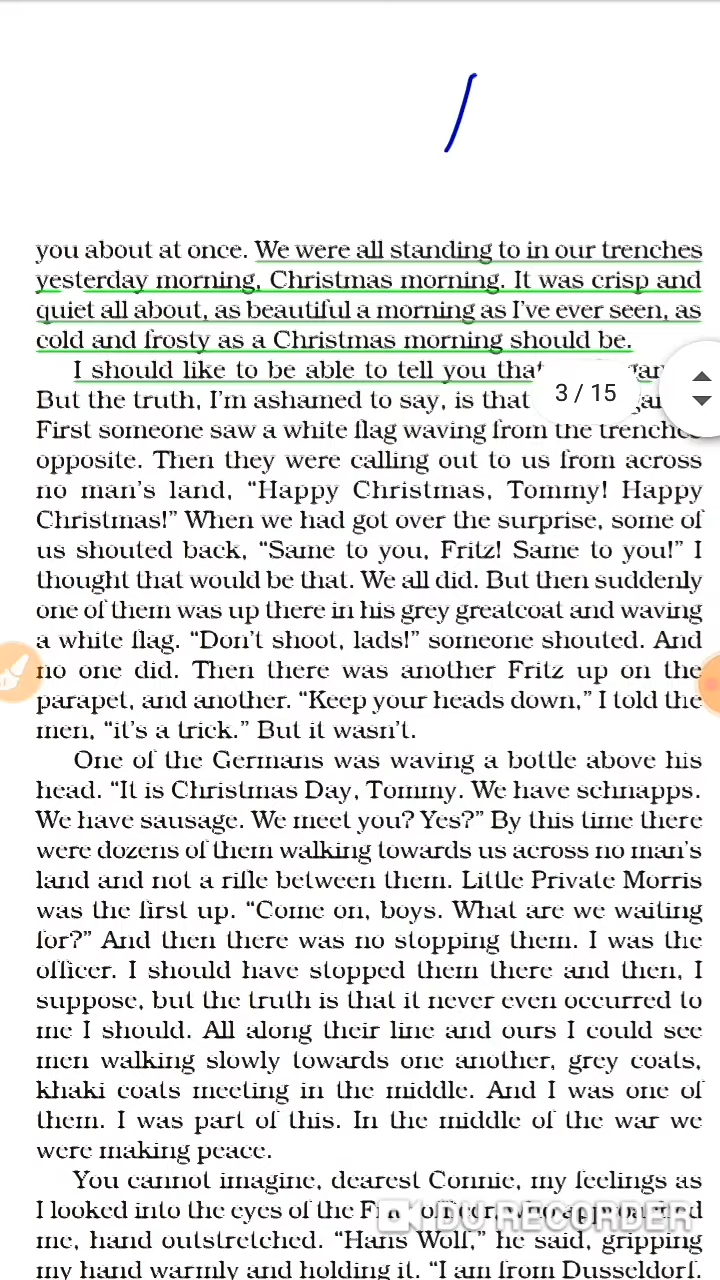 you about at once. We were all standing to in our trenches
yesterday morning, Christmas morning. It was crisp and
quiet all about, as beautiful a morning as I've ever seen, as
cold and frosty as a Christmas morning should be.
I should like to be able to tell you that
3 / 15
But the truth, I'm ashamed to say, is that
First someone saw a white flag waving from the trenches
opposite. Then they were calling out to us from across
no man's land, “Happy Christmas, Tommy! Happy
Christmas!” When we had got over the surprise, some of
us shouted back, “Same to you, Fritz! Same to you!” I
thought that would be that. We all did. But then suddenly
one of them was up there in his grey greatcoat and waving
a white flag. “Don't shoot, lads!” someone shouted. And
no one did. Then there was another Fritz up on the
parapet, and another. “Keep your heads down,” I told the
men, “it's a trick.” But it wasn't.
One of the Germans was waving a bottle above his
head. “It is Christmas Day, Tommy. We have schnapps.
We have sausage. We meet you? Yes?” By this time there
were dozens of them walking towards us across no man's
land and not a rifle between them. Little Private Morris
was the first up. “Come on, boys. What are we waiting
for?” And then there was no stopping them. I was the
officer. I should have stopped them there and then, I
suppose, but the truth is that it never even occurred to
me I should. All along their line and ours I could see
men walking slowly towards one another, grey coats,
khaki coats meeting in the middle. And I was one of
them. I was part of this. In the middle of the war we
were making peace.
You cannot imagine, dearest Connie, my feelings as
I looked into the eyes of the officer, who approached
DU RECORDER
me, hand outstretched. “Hans Wolf,” he said, gripping
my hand warmly and holding it. “I am from Dusseldorf.